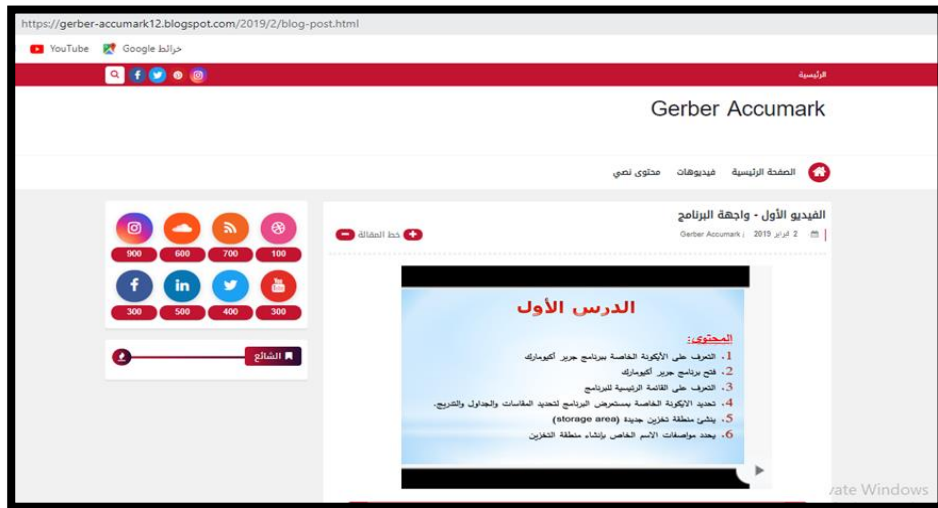 https://gerber-accumark12.blogspot.com/2019/2/blog-post.html
YouTube خرائط Google
الرئيسية
Gerber Accumark
الصفحة الرئيسية فيديوهات محتوى نصي
الفيديو الأول - واجهة البرنامج
2 فبراير 2019 Gerber Accumark
خط المقالة
900 600 700 100
300 500 400 300
الشائع
الدرس الأول
المحتوى:
1. التعرف على الأيكونة الخاصة ببرنامج جربر أكيومارك
2. فتح برنامج جربر أكيومارك
3. التعرف على القائمة الرئيسية للبرنامج
4. تحديد الايكونة الخاصة بمستعرض البرنامج لتحديد المقاسات والجداول والتدريج.
5. ينشئ منطقة تخزين جديدة (storage area)
6. يحدد مواصفات الاسم الخاص بإنشاء منطقة التخزين
vate Windows